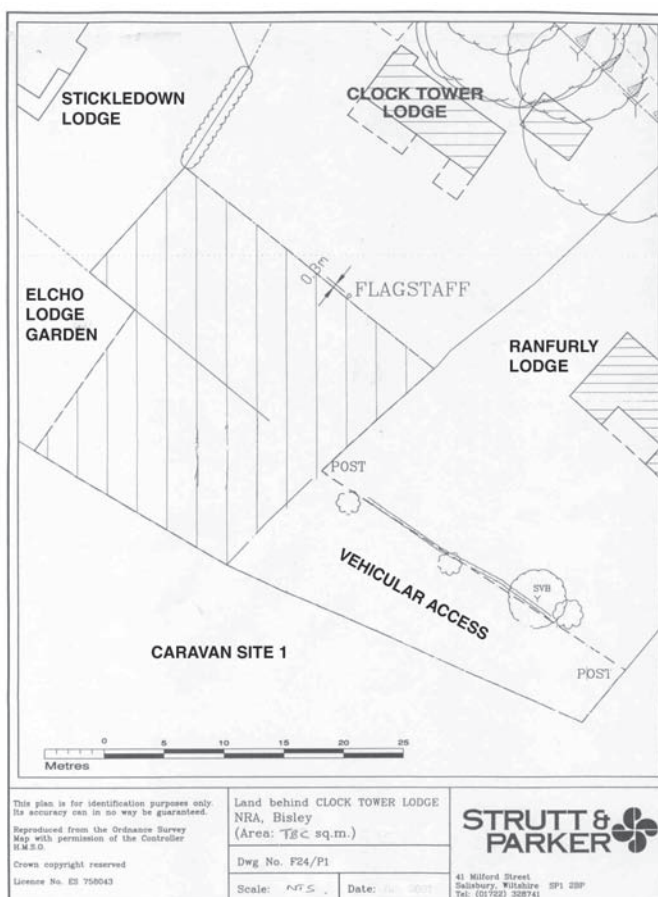 STICKLEDOWN
LODGE
CLOCK TOWER
LODGE
0.3m
FLAGSTAFF
ELCHO
LODGE
GARDEN
RANFURLY
LODGE
POST
VEHICULAR ACCESS
SVB
CARAVAN SITE 1
POST
0 5 10 15 20 25
Metres
This plan is for identification purposes only.
Its accuracy can in no way be guaranteed.
Reproduced from the Ordnance Survey
Map with permission of the Controller
H.M.S.O.
Crown copyright reserved
Licence No. ES 758043
Land behind CLOCK TOWER LODGE
NRA, Bisley
(Area: TBC sq.m.)
Dwg No. F24/P1
Scale: NTS. Date:
STRUTT &
PARKER
41 Milford Street
Salisbury, Wiltshire SP1 2BP
Tel: (01722) 328741